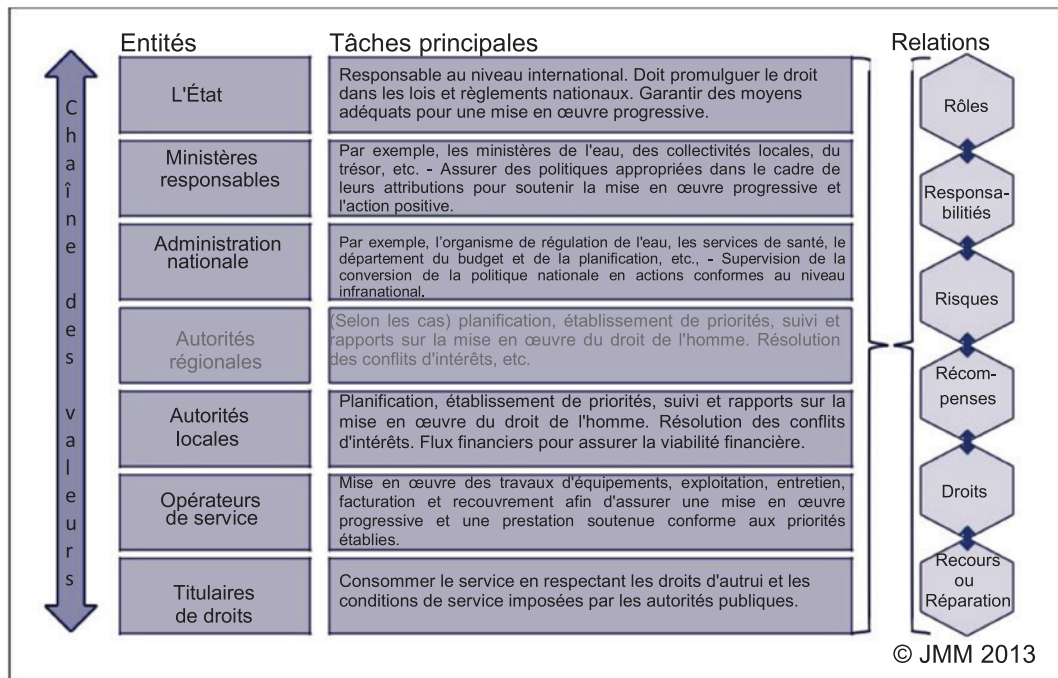 Entités
Tâches principales
Relations
Chaîne des valeurs
L'État
Responsable au niveau international. Doit promulguer le droit
dans les lois et règlements nationaux. Garantir des moyens
adéquats pour une mise en œuvre progressive.
Ministères
responsables
Par exemple, les ministères de l'eau, des collectivités locales, du
trésor, etc. - Assurer des politiques appropriées dans le cadre de
leurs attributions pour soutenir la mise en œuvre progressive et
l'action positive.
Administration
nationale
Par exemple, l'organisme de régulation de l'eau, les services de santé, le
département du budget et de la planification, etc., - Supervision de la
conversion de la politique nationale en actions conformes au niveau
infranational.
Autorités
régionales
(Selon les cas) planification, établissement de priorités, suivi et
rapports sur la mise en œuvre du droit de l'homme. Résolution
des conflits d'intérêts, etc.
Autorités
locales
Planification, établissement de priorités, suivi et rapports sur la
mise en œuvre du droit de l'homme. Résolution des conflits
d'intérêts. Flux financiers pour assurer la viabilité financière.
Opérateurs
de service
Mise en œuvre des travaux d'équipements, exploitation, entretien,
facturation et recouvrement afin d'assurer une mise en œuvre
progressive et une prestation soutenue conforme aux priorités
établies.
Titulaires
de droits
Consommer le service en respectant les droits d'autrui et les
conditions de service imposées par les autorités publiques.
Rôles
Responsa-
bilitiés
Risques
Récom-
penses
Droits
Recours
ou
Réparation
© JMM 2013